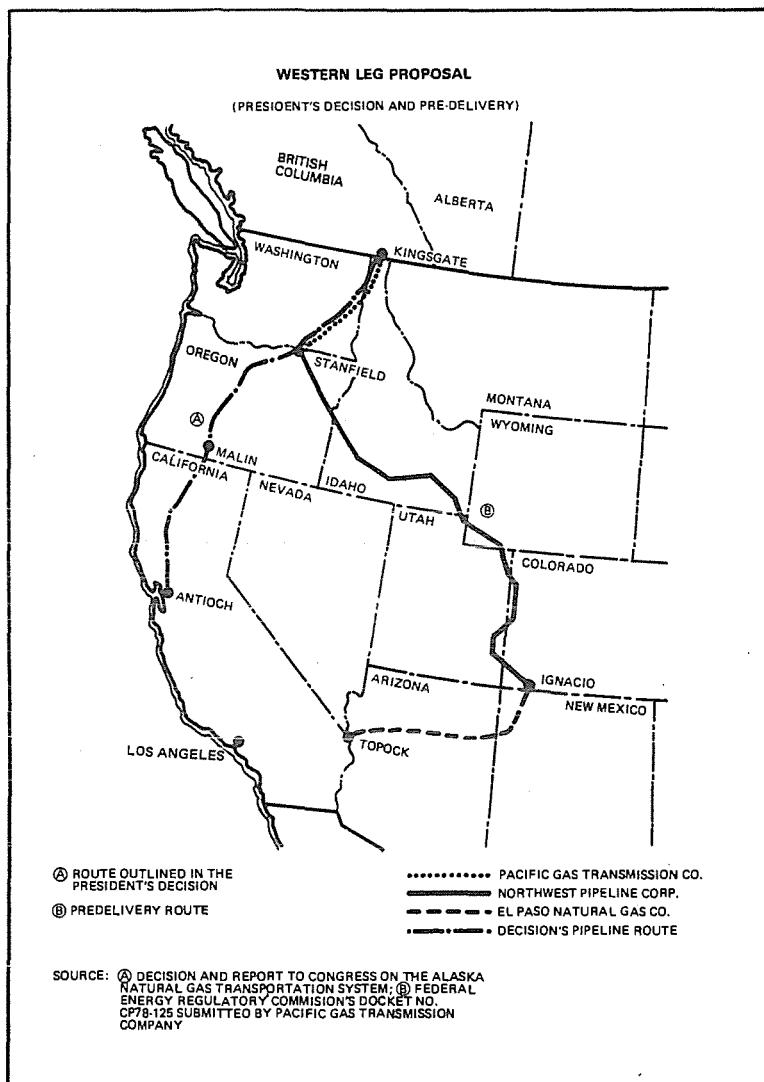 WESTERN LEG PROPOSAL
(PRESIDENT'S DECISION AND PRE-DELIVERY)
BRITISH
COLUMBIA
ALBERTA
WASHINGTON
KINGSGATE
OREGON
STANFIELD
MONTANA
WYOMING
Ⓐ
MALIN
CALIFORNIA
NEVADA
IDAHO
UTAH
Ⓑ
COLORADO
ANTIOCH
ARIZONA
IGNACIO
NEW MEXICO
LOS ANGELES
TOPOCK
Ⓐ ROUTE OUTLINED IN THE
PRESIDENT'S DECISION
Ⓑ PREDELIVERY ROUTE
PACIFIC GAS TRANSMISSION CO.
NORTHWEST PIPELINE CORP.
EL PASO NATURAL GAS CO.
DECISION'S PIPELINE ROUTE
SOURCE: Ⓐ DECISION AND REPORT TO CONGRESS ON THE ALASKA
NATURAL GAS TRANSPORTATION SYSTEM; Ⓑ FEDERAL
ENERGY REGULATORY COMMISION'S DOCKET NO.
CP78-125 SUBMITTED BY PACIFIC GAS TRANSMISSION
COMPANY